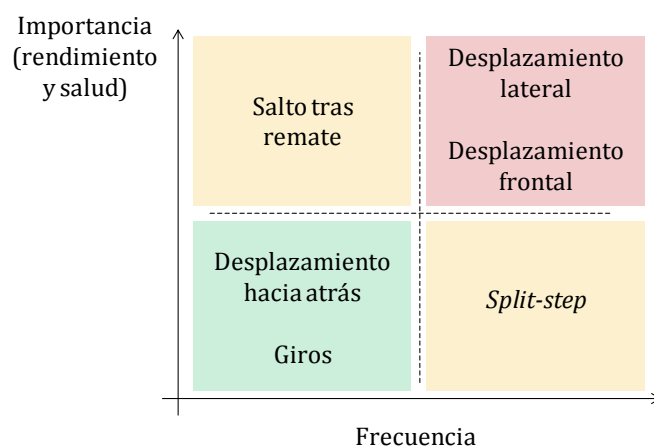 Importancia
(rendimiento
y salud)
Salto tras
remate
Desplazamiento
lateral
Desplazamiento
frontal
Desplazamiento
hacia atrás
Giros
Split-step
Frecuencia